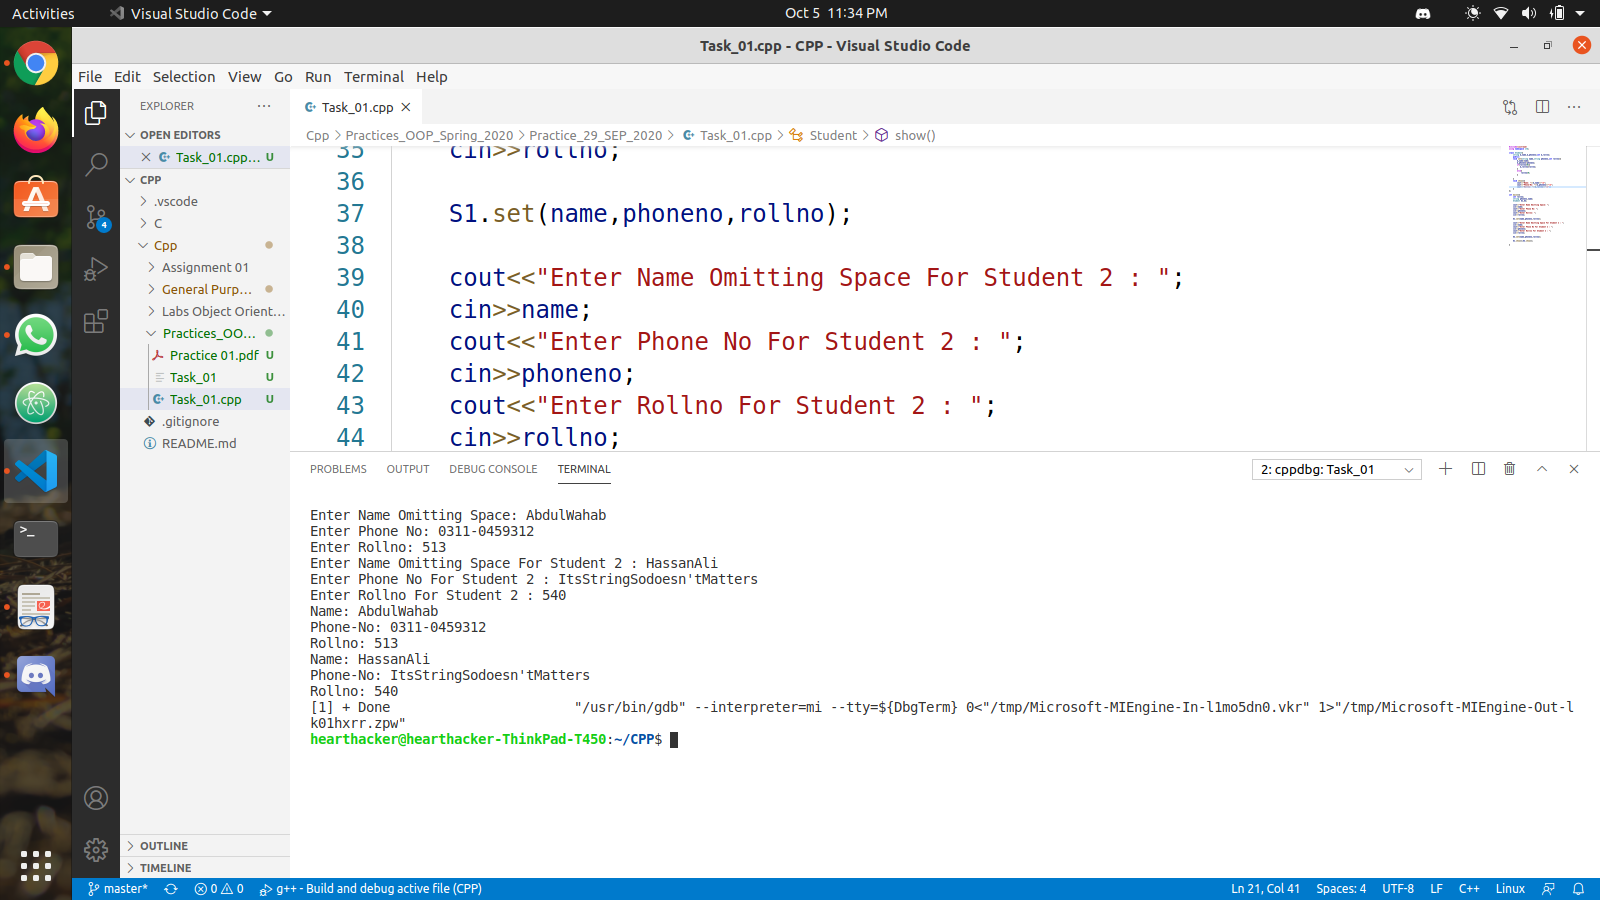 Activities
Visual Studio Code
Oct 5 11:34 PM
Task_01.cpp - CPP - Visual Studio Code
File Edit Selection View Go Run Terminal Help
EXPLORER
OPEN EDITORS
Task_01.cpp... U
CPP
.vscode
C
Cpp
Assignment 01
General Purp...
Labs Object Orient...
Practices_OO...
Practice 01.pdf U
Task_01 U
Task_01.cpp U
.gitignore
README.md
OUTLINE
TIMELINE
4
Task_01.cpp
Cpp > Practices_OOP_Spring_2020 > Practice_29_SEP_2020 > Task_01.cpp > Student > show()
35 cin>>rollno;
36
37 S1.set(name,phoneno,rollno);
38
39 cout<<"Enter Name Omitting Space For Student 2 : ";
40 cin>>name;
41 cout<<"Enter Phone No For Student 2 : ";
42 cin>>phoneno;
43 cout<<"Enter Rollno For Student 2 : ";
44 cin>>rollno;
PROBLEMS OUTPUT DEBUG CONSOLE TERMINAL
2: cppdbg: Task_01
Enter Name Omitting Space: AbdulWahab
Enter Phone No: 0311-0459312
Enter Rollno: 513
Enter Name Omitting Space For Student 2 : HassanAli
Enter Phone No For Student 2 : ItsStringSodoesn'tMatters
Enter Rollno For Student 2 : 540
Name: AbdulWahab
Phone-No: 0311-0459312
Rollno: 513
Name: HassanAli
Phone-No: ItsStringSodoesn'tMatters
Rollno: 540
[1] + Done "/usr/bin/gdb" --interpreter=mi --tty=${DbgTerm} 0<"/tmp/Microsoft-MIEngine-In-l1mo5dn0.vkr" 1>"/tmp/Microsoft-MIEngine-Out-l
k01hxrr.zpw"
hearthacker@hearthacker-ThinkPad-T450:~/CPP$
master* 0 0 g++ - Build and debug active file (CPP)
Ln 21, Col 41 Spaces: 4 UTF-8 LF C++ Linux